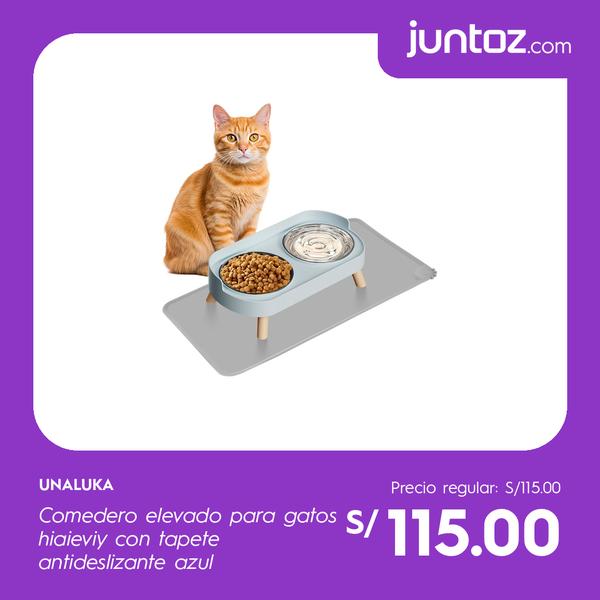 juntoz.com
UNALUKA
Comedero elevado para gatos
hiaieviy con tapete
antideslizante azul
Precio regular: S/115.00
S/ 115.00